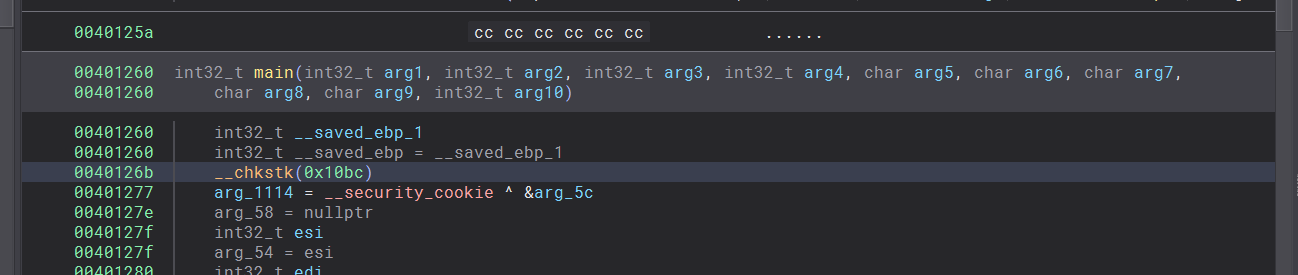 0040125a cc cc cc cc cc cc ......
00401260 int32_t main(int32_t arg1, int32_t arg2, int32_t arg3, int32_t arg4, char arg5, char arg6, char arg7,
00401260 char arg8, char arg9, int32_t arg10)
00401260 int32_t __saved_ebp_1
00401260 int32_t __saved_ebp = __saved_ebp_1
0040126b __chkstk(0x10bc)
00401277 arg_1114 = __security_cookie ^ &arg_5c
0040127e arg_58 = nullptr
0040127f int32_t esi
0040127f arg_54 = esi
00401280 int32_t edi